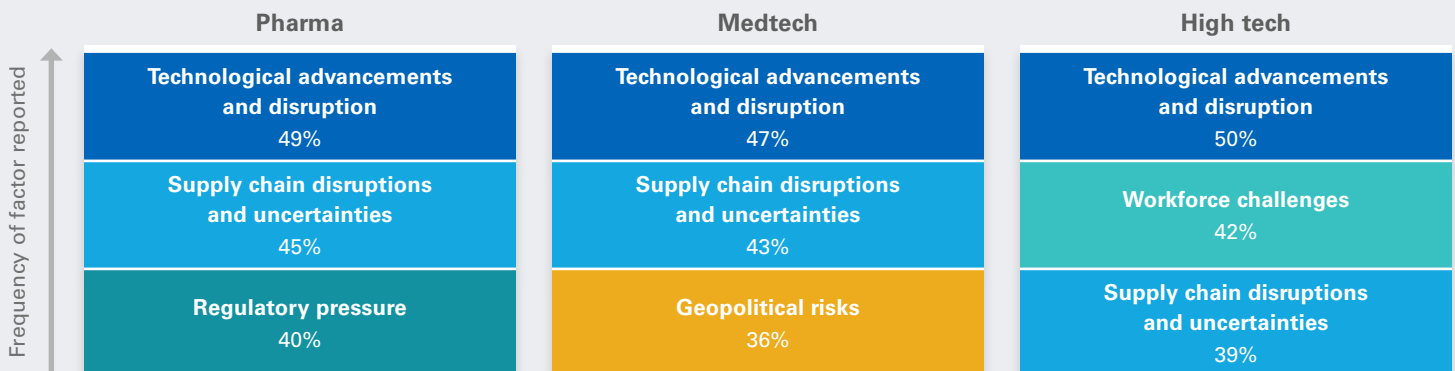 Pharma
Medtech
High tech
Frequency of factor reported
Technological advancements
and disruption
49%
Supply chain disruptions
and uncertainties
45%
Regulatory pressure
40%
Technological advancements
and disruption
47%
Supply chain disruptions
and uncertainties
43%
Geopolitical risks
36%
Technological advancements
and disruption
50%
Workforce challenges
42%
Supply chain disruptions
and uncertainties
39%